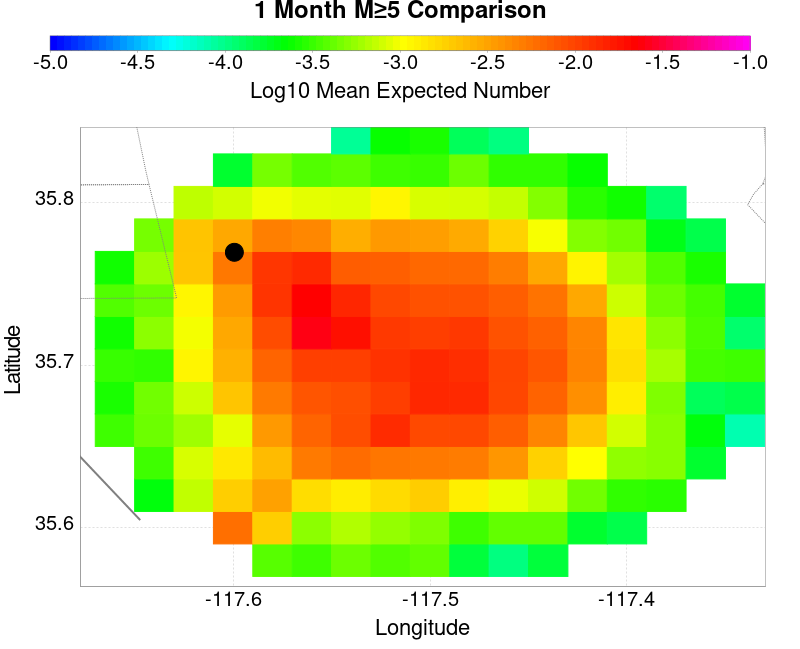 1 Month M≥5 Comparison
-5.0 -4.5 -4.0 -3.5 -3.0 -2.5 -2.0 -1.5 -1.0
Log10 Mean Expected Number
35.8
35.7
35.6
Latitude
-117.6 -117.5 -117.4
Longitude